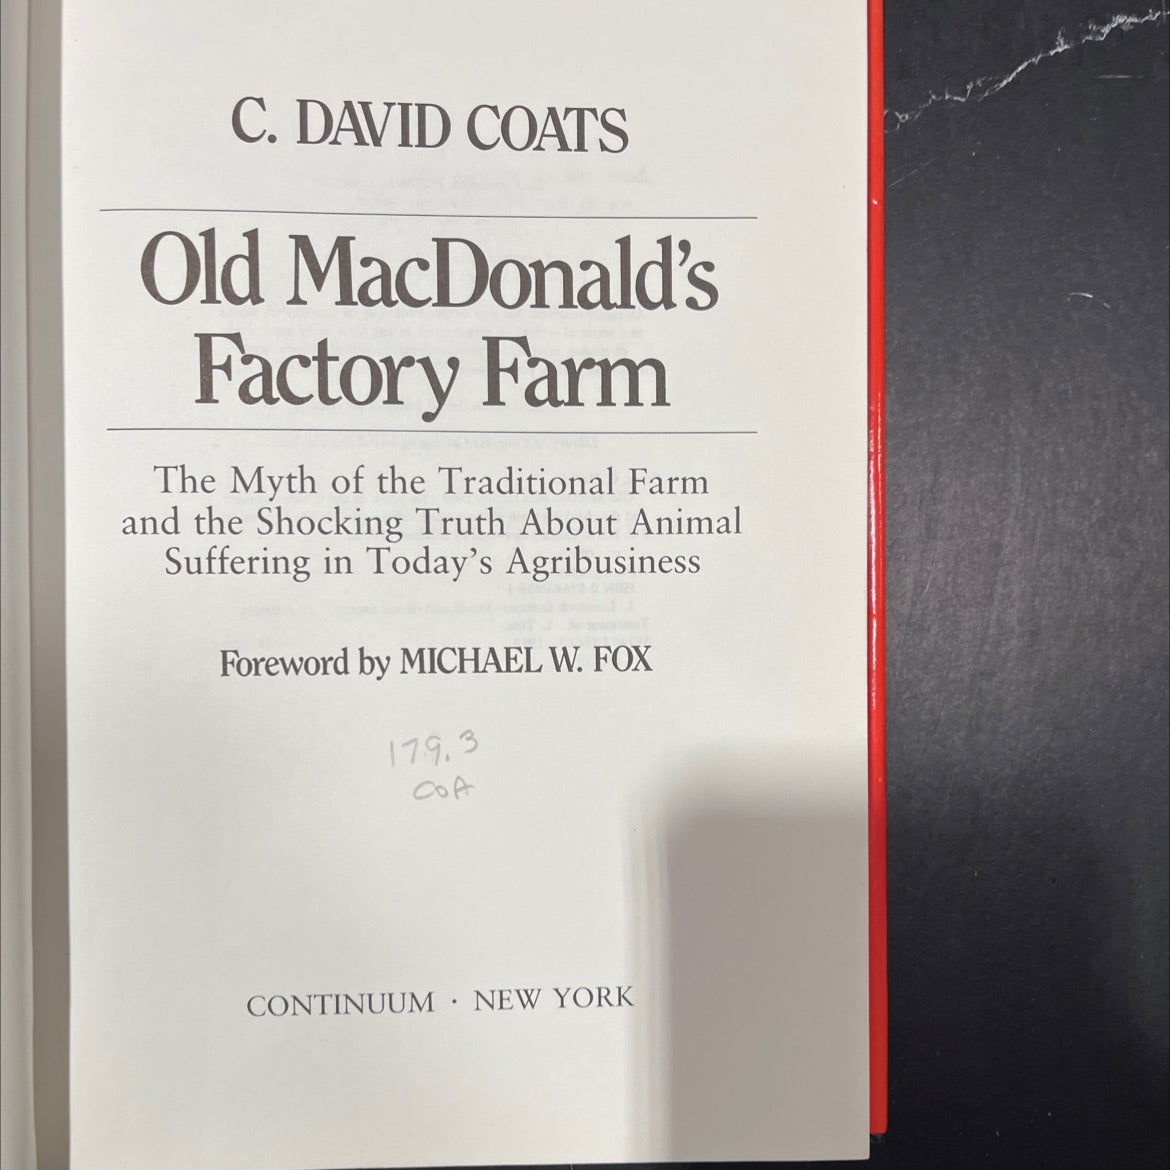 C. DAVID COATS
Old MacDonald's
Factory Farm
The Myth of the Traditional Farm
and the Shocking Truth About Animal
Suffering in Today's Agribusiness
Foreword by MICHAEL W. FOX
179.3
COA
CONTINUUM · NEW YORK